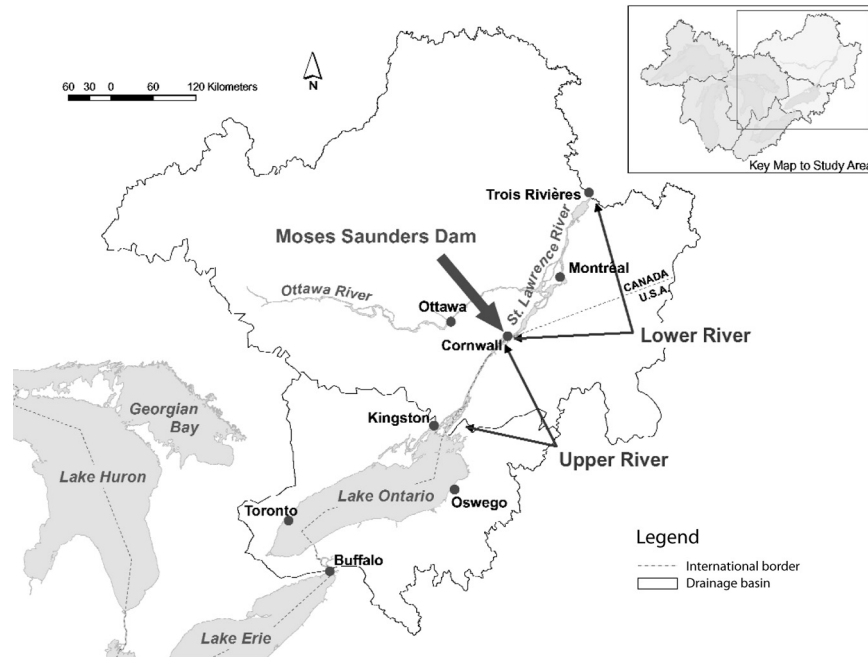 60 30 0 60 120 Kilometers
N
Key Map to Study Area
Trois Rivières
Moses Saunders Dam
St. Lawrence River
Montréal
Ottawa River
CANADA
U.S.A.
Ottawa
Cornwall
Lower River
Georgian
Bay
Kingston
Upper River
Lake Huron
Lake Ontario
Oswego
Toronto
Legend
Buffalo
International border
Drainage basin
Lake Erie